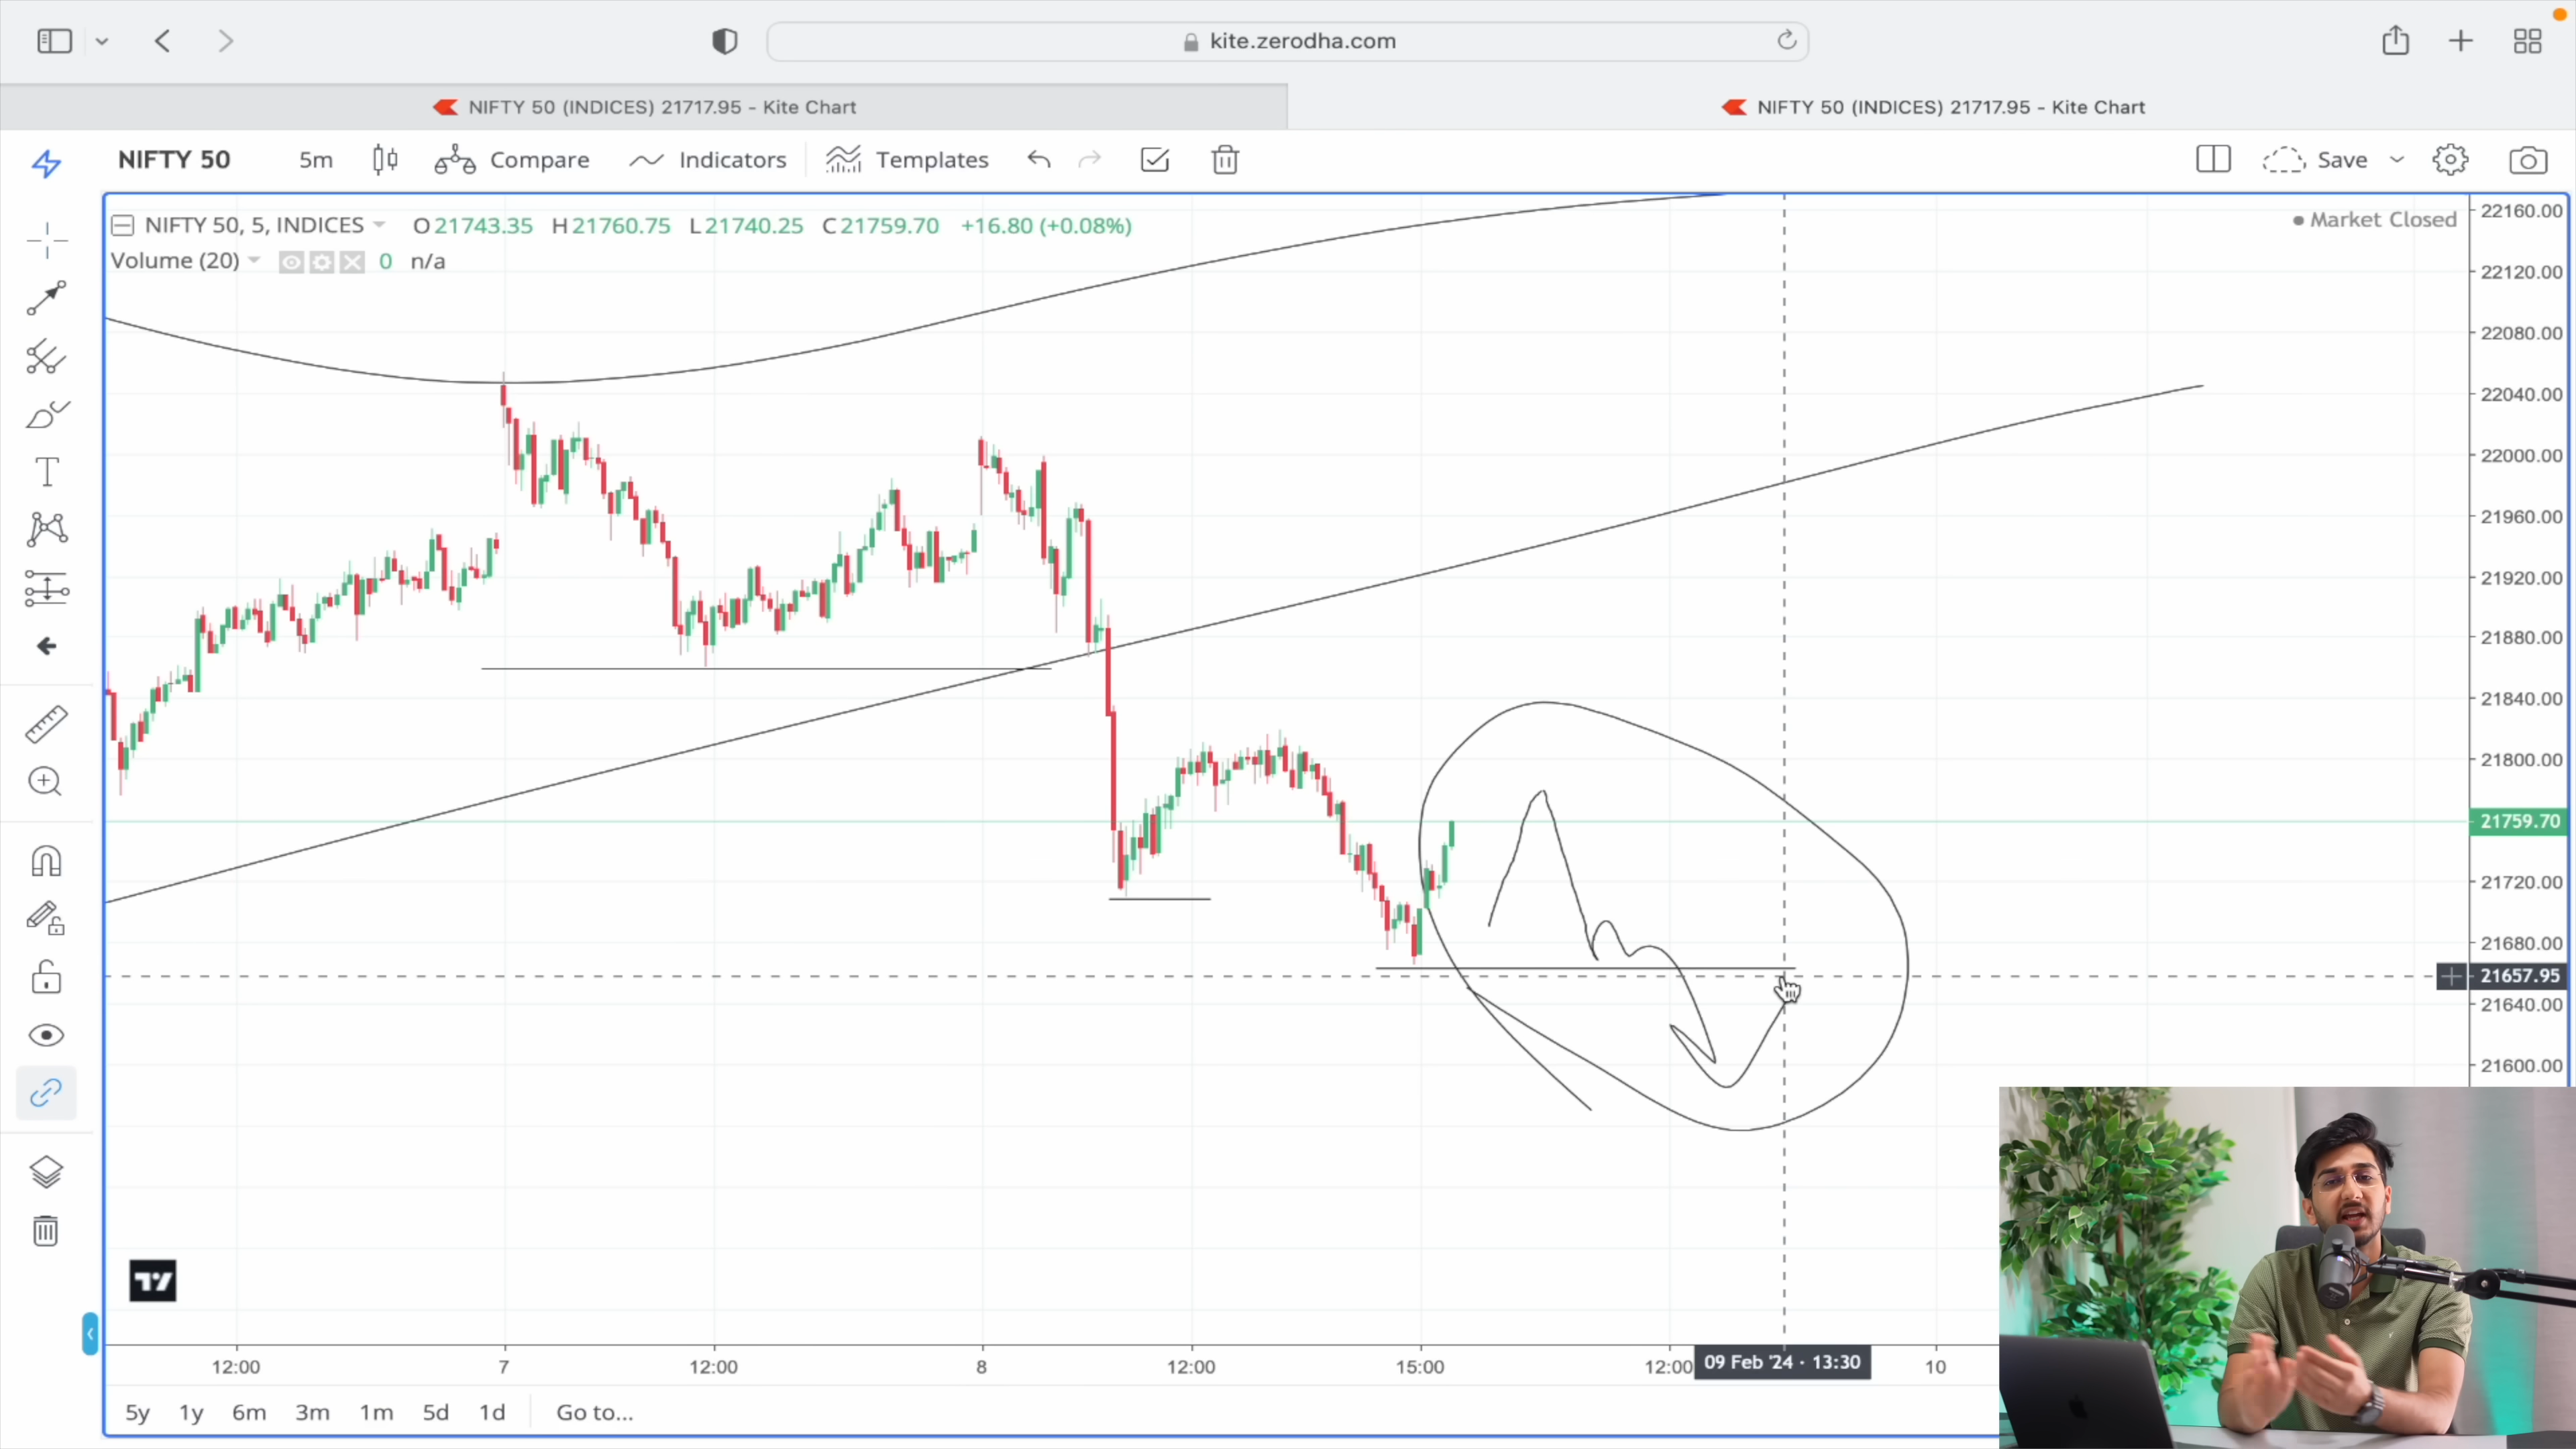 kite.zerodha.com
NIFTY 50 (INDICES) 21717.95 - Kite Chart
NIFTY 50 (INDICES) 21717.95 - Kite Chart
NIFTY 50 5m Compare Indicators Templates Save
NIFTY 50, 5, INDICES O21743.35 H21760.75 L21740.25 C21759.70 +16.80 (+0.08%)
Market Closed
Volume (20) 0 n/a
T
22160.00
22120.00
22080.00
22040.00
22000.00
21960.00
21920.00
21880.00
21840.00
21800.00
21759.70
21720.00
21680.00
21657.95
21640.00
21600.00
12:00 7 12:00 8 12:00 15:00 12:00 09 Feb '24 · 13:30 10
5y 1y 6m 3m 1m 5d 1d Go to...